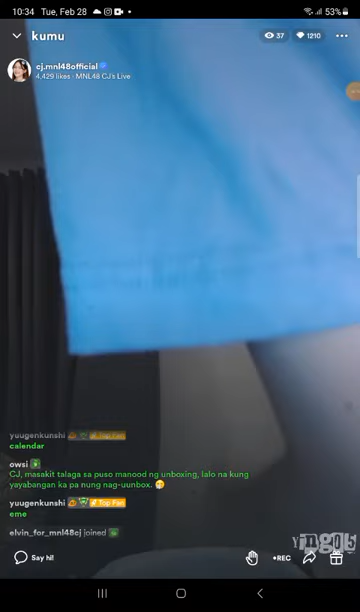 10:34 Tue, Feb 28 53%
kumu 37 1210
cj.mnl48official
4,429 likes · MNL48 CJ's Live
yuugenkunshi Top Fan
calendar
owsi
CJ, masakit talaga sa puso manood ng unboxing, lalo na kung
yayabangan ka pa nung nag-uunbox.
yuugenkunshi Top Fan
eme
elvin_for_mnl48cj joined
Say hi! •REC